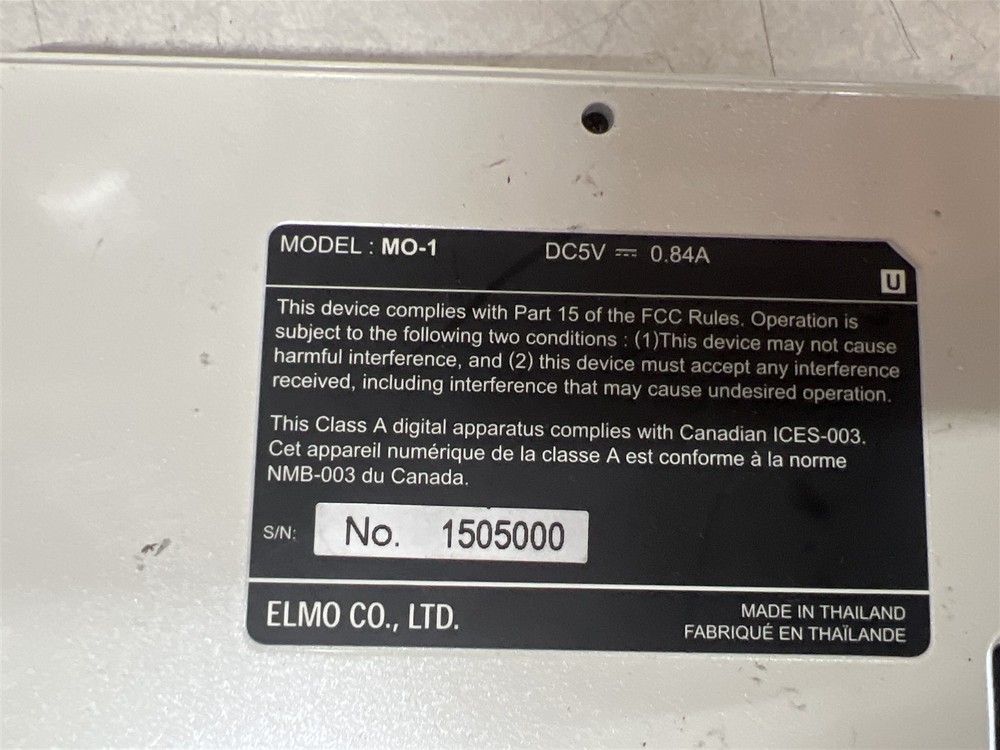 MODEL : MO-1 DC5V ⎓ 0.84A
U
This device complies with Part 15 of the FCC Rules. Operation is
subject to the following two conditions : (1)This device may not cause
harmful interference, and (2) this device must accept any interference
received, including interference that may cause undesired operation.
This Class A digital apparatus complies with Canadian ICES-003.
Cet appareil numérique de la classe A est conforme à la norme
NMB-003 du Canada.
S/N: No. 1505000
ELMO CO., LTD. MADE IN THAILAND
FABRIQUÉ EN THAÏLANDE